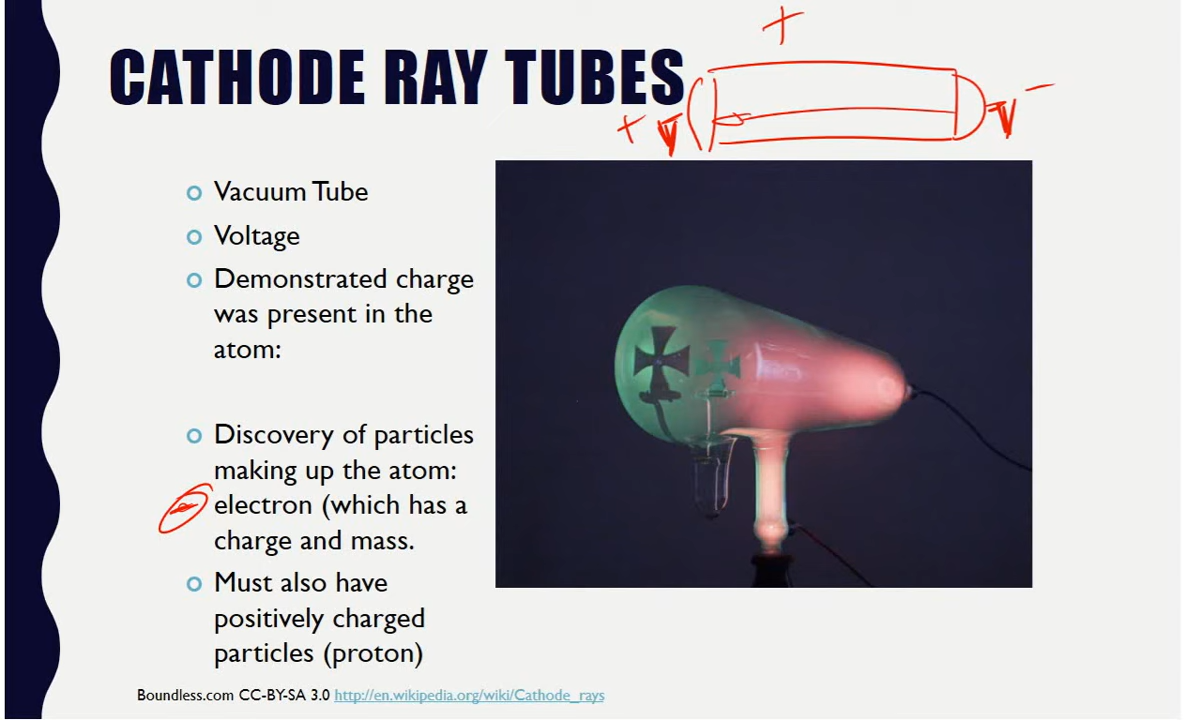 CATHODE RAY TUBES
+
+ V
V -
Vacuum Tube
Voltage
Demonstrated charge
was present in the
atom:
Discovery of particles
making up the atom:
- electron (which has a
charge and mass.
Must also have
positively charged
particles (proton)
Boundless.com CC-BY-SA 3.0 http://en.wikipedia.org/wiki/Cathode_rays